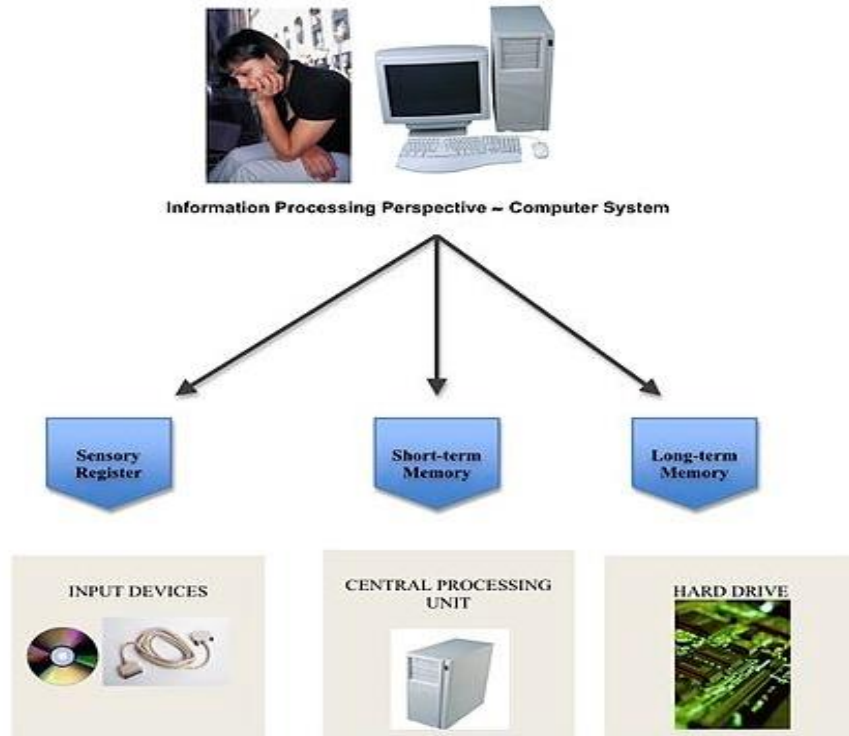 Information Processing Perspective ~ Computer System
Sensory
Register
Short-term
Memory
Long-term
Memory
INPUT DEVICES
CENTRAL PROCESSING
UNIT
HARD DRIVE